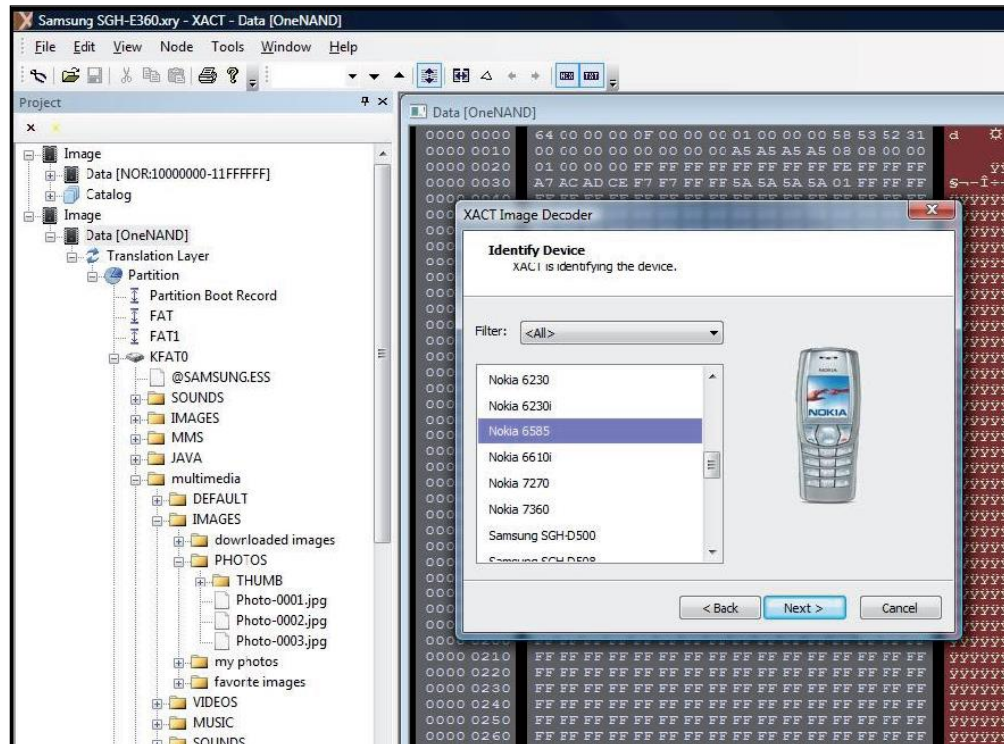 Samsung SGH-E360.xry - XACT - Data [OneNAND]
File Edit View Node Tools Window Help
Project
Data [OneNAND]
Image
Data [NOR:10000000-11FFFFFF]
Catalog
Image
Data [OneNAND]
Translation Layer
Partition
Partition Boot Record
FAT
FAT1
KFAT0
@SAMSUNG.ESS
SOUNDS
IMAGES
MMS
JAVA
multimedia
DEFAULT
IMAGES
downloaded images
PHOTOS
THUMB
Photo-0001.jpg
Photo-0002.jpg
Photo-0003.jpg
my photos
favorte images
VIDEOS
MUSIC
SOUNDS
0000 0000 64 00 00 00 0F 00 00 00 01 00 00 00 58 53 52 31
0000 0010 00 00 00 00 00 00 00 00 A5 A5 A5 A5 08 08 00 00
0000 0020 01 00 00 00 FF FF FF FF FF FF FF FF FE FF FF FF
0000 0030 A7 AC AD CE F7 F7 FF FF 5A 5A 5A 5A 01 FF FF FF
XACT Image Decoder
Identify Device
XACT is identifying the device.
Filter: <All>
Nokia 6230
Nokia 6230i
Nokia 6585
Nokia 6610i
Nokia 7270
Nokia 7360
Samsung SGH-D500
NOKIA
< Back Next > Cancel
0000 0210 FF FF FF FF FF FF FF FF FF FF FF FF FF FF FF FF
0000 0220 FF FF FF FF FF FF FF FF FF FF FF FF FF FF FF FF
0000 0230 FF FF FF FF FF FF FF FF FF FF FF FF FF FF FF FF
0000 0240 FF FF FF FF FF FF FF FF FF FF FF FF FF FF FF FF
0000 0250 FF FF FF FF FF FF FF FF FF FF FF FF FF FF FF FF
0000 0260 FF FF FF FF FF FF FF FF FF FF FF FF FF FF FF FF